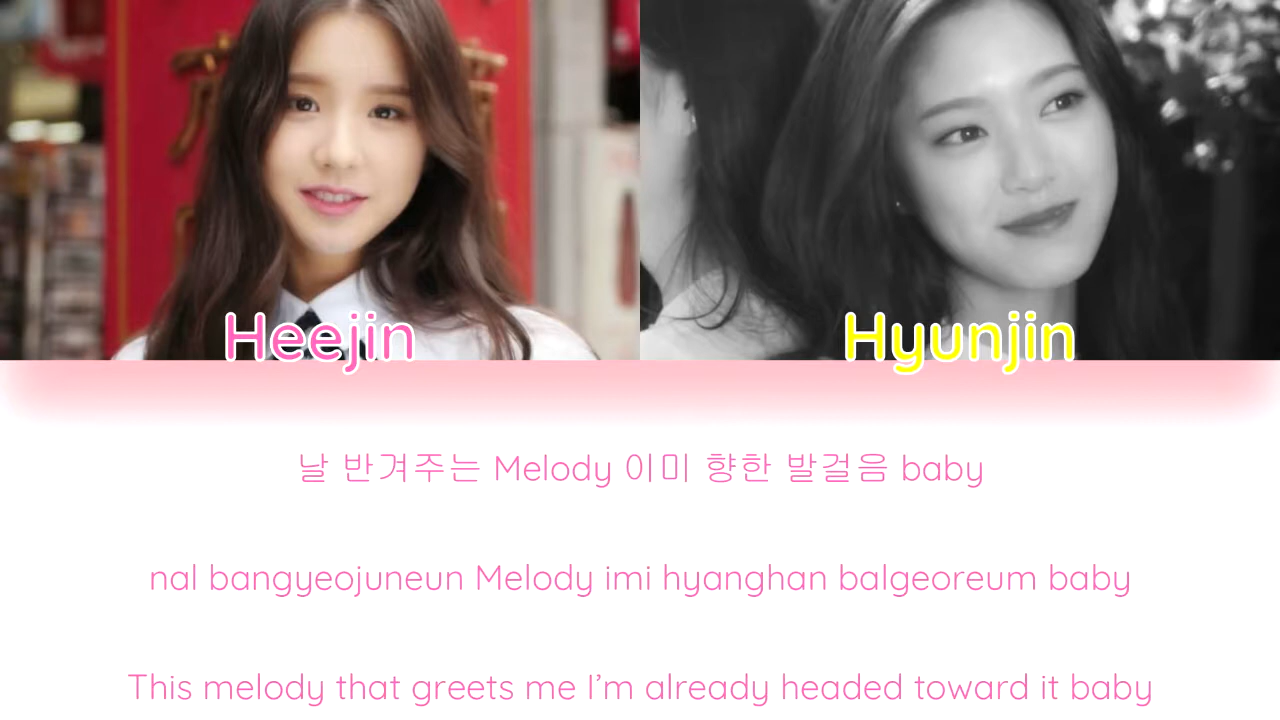 Heejin
Hyunjin
날 반겨주는 Melody 이미 향한 발걸음 baby
nal bangyeojuneun Melody imi hyanghan balgeoreum baby
This melody that greets me I’m already headed toward it baby